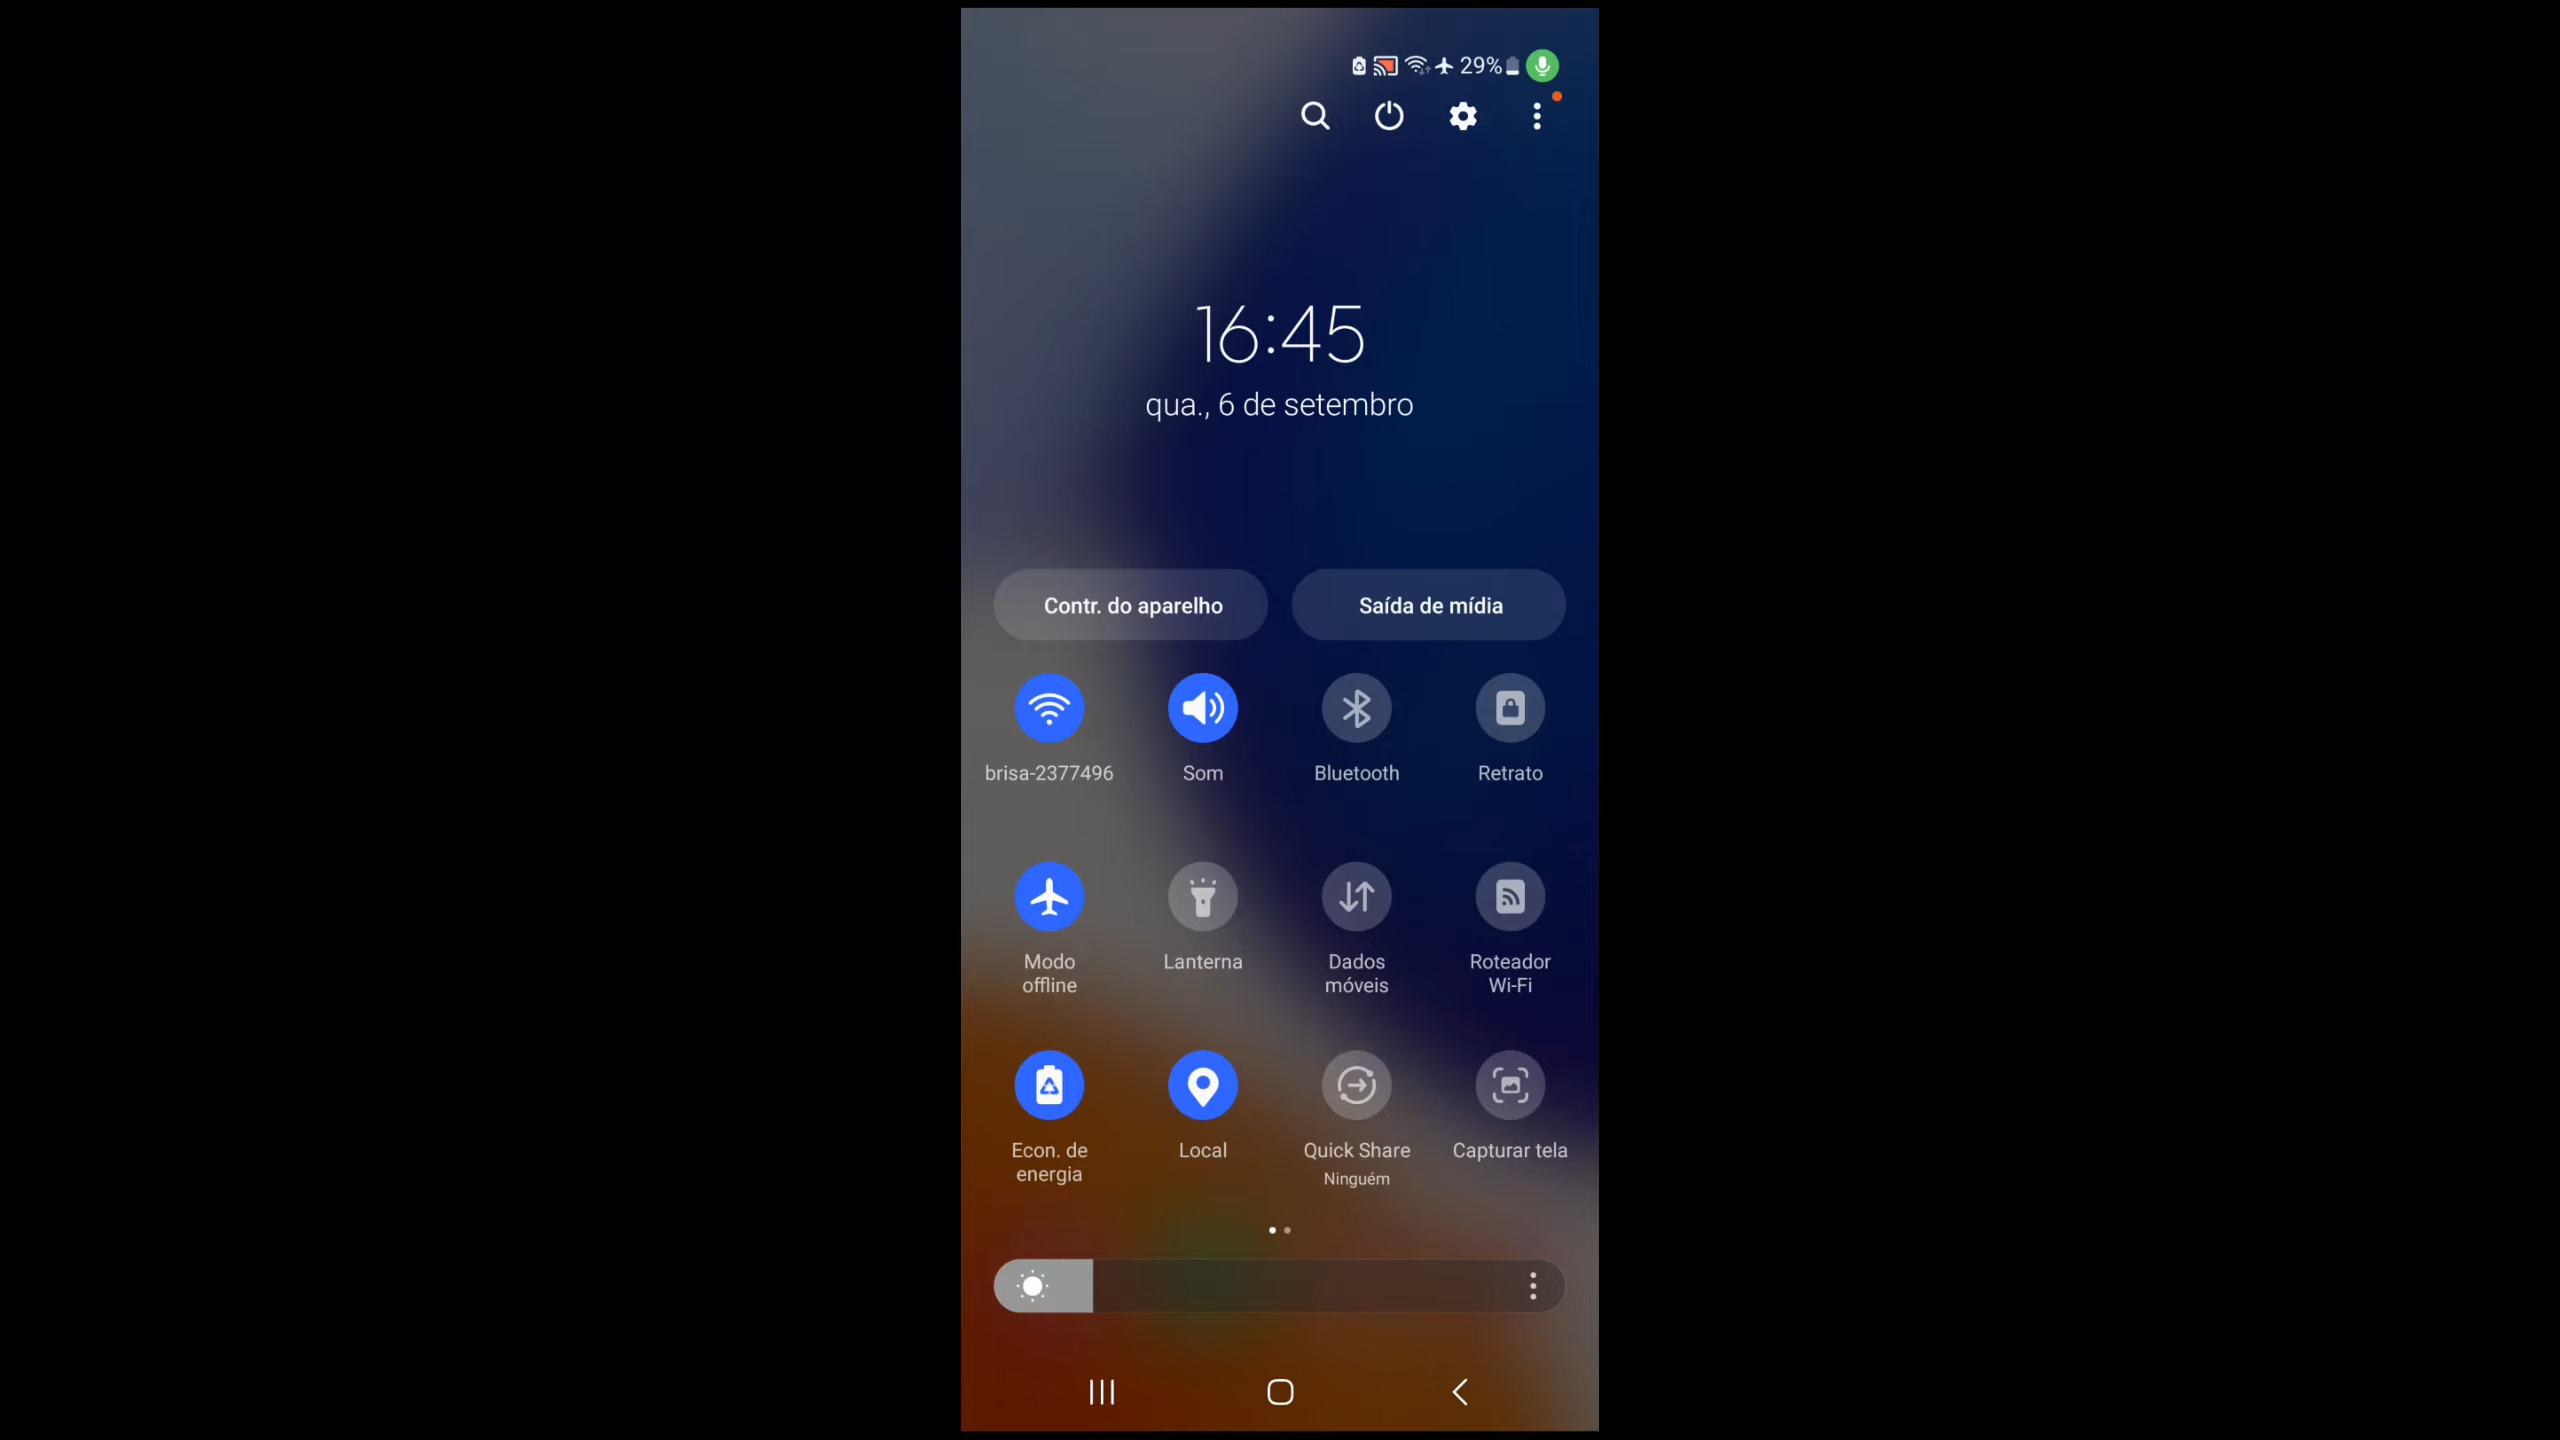 29%
16:45
qua., 6 de setembro
Contr. do aparelho
Saída de mídia
brisa-2377496
Som
Bluetooth
Retrato
Modo
offline
Lanterna
Dados
móveis
Roteador
Wi-Fi
Econ. de
energia
Local
Quick Share
Ninguém
Capturar tela